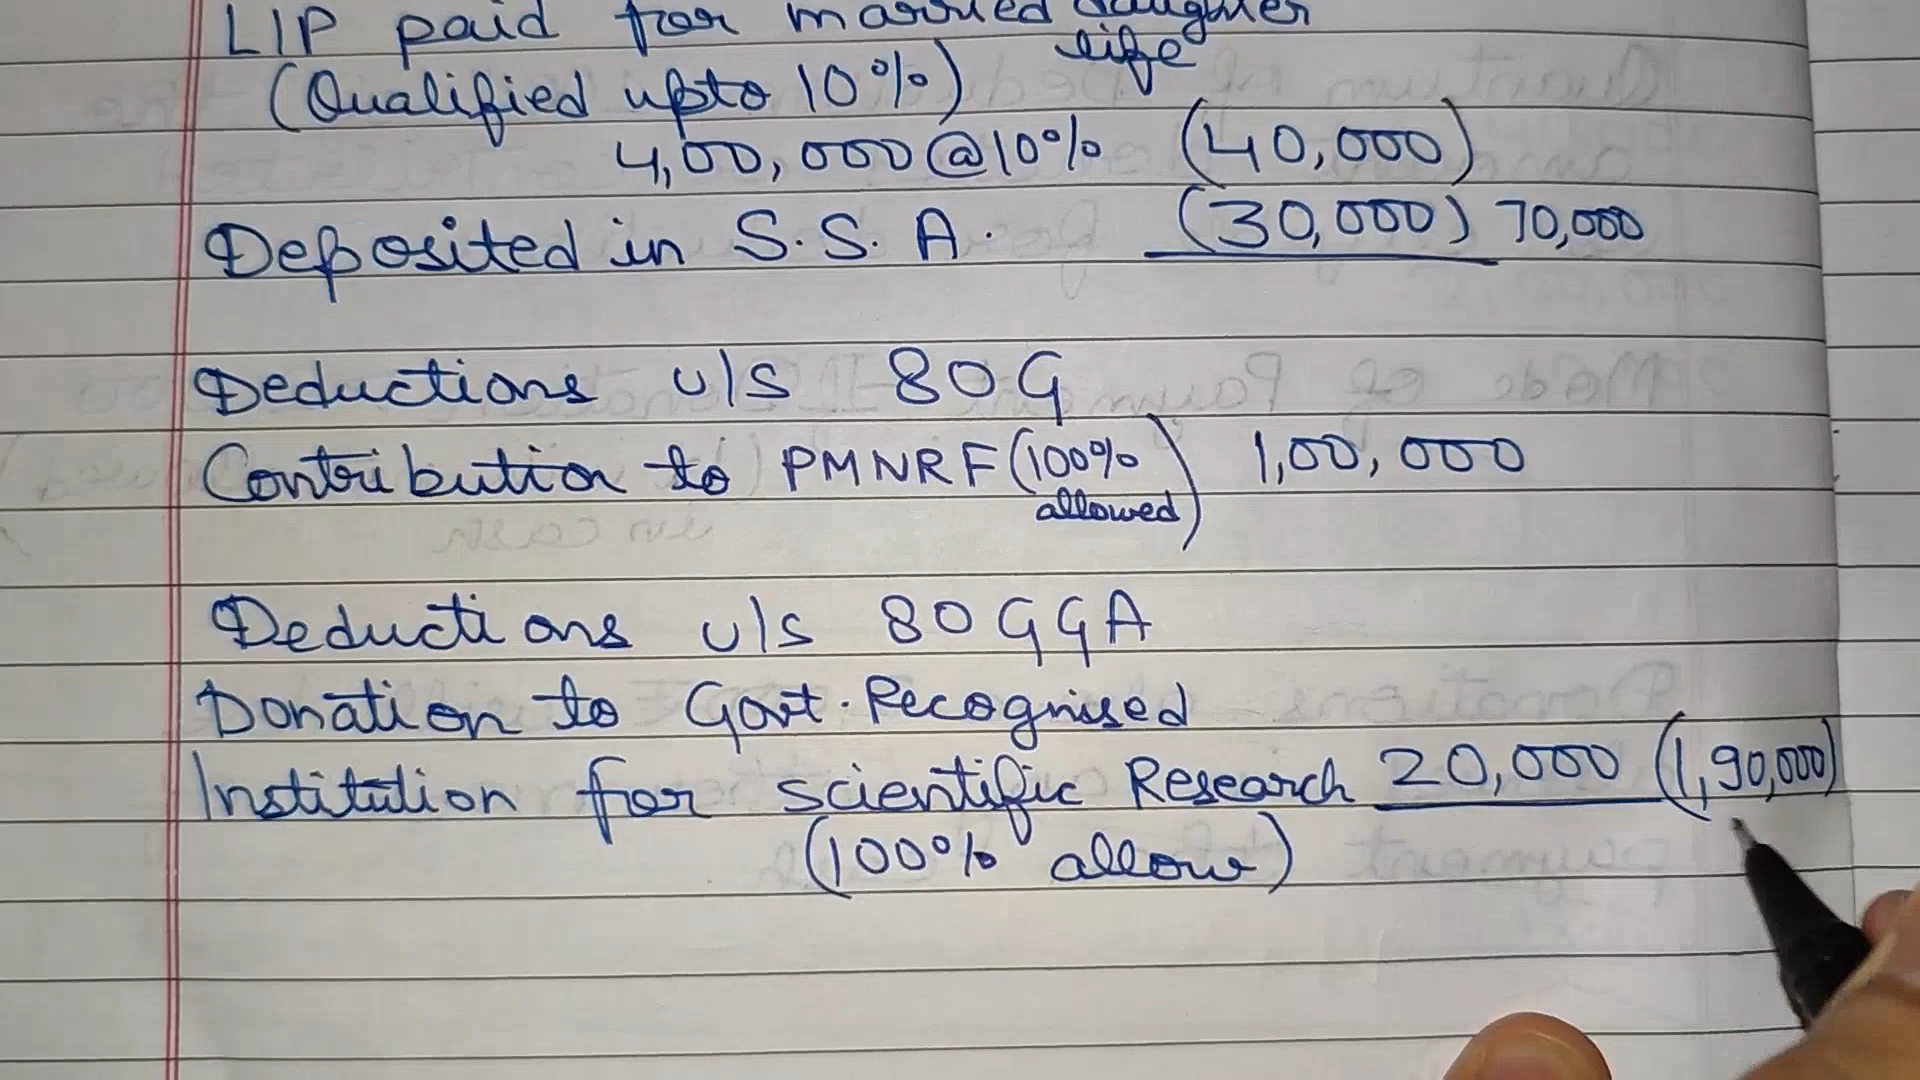 LIP paid for married daughter
life
(Qualified upto 10%)
4,00,000@10% (40,000)
Deposited in S.S.A. (30,000) 70,000
Deductions u/s 80G
Contribution to PMNRF (100% allowed) 1,00,000
Deductions u/s 80GGA
Donation to Govt. Recognised
Institution for scientific Research 20,000 (1,90,000)
(100% allow)